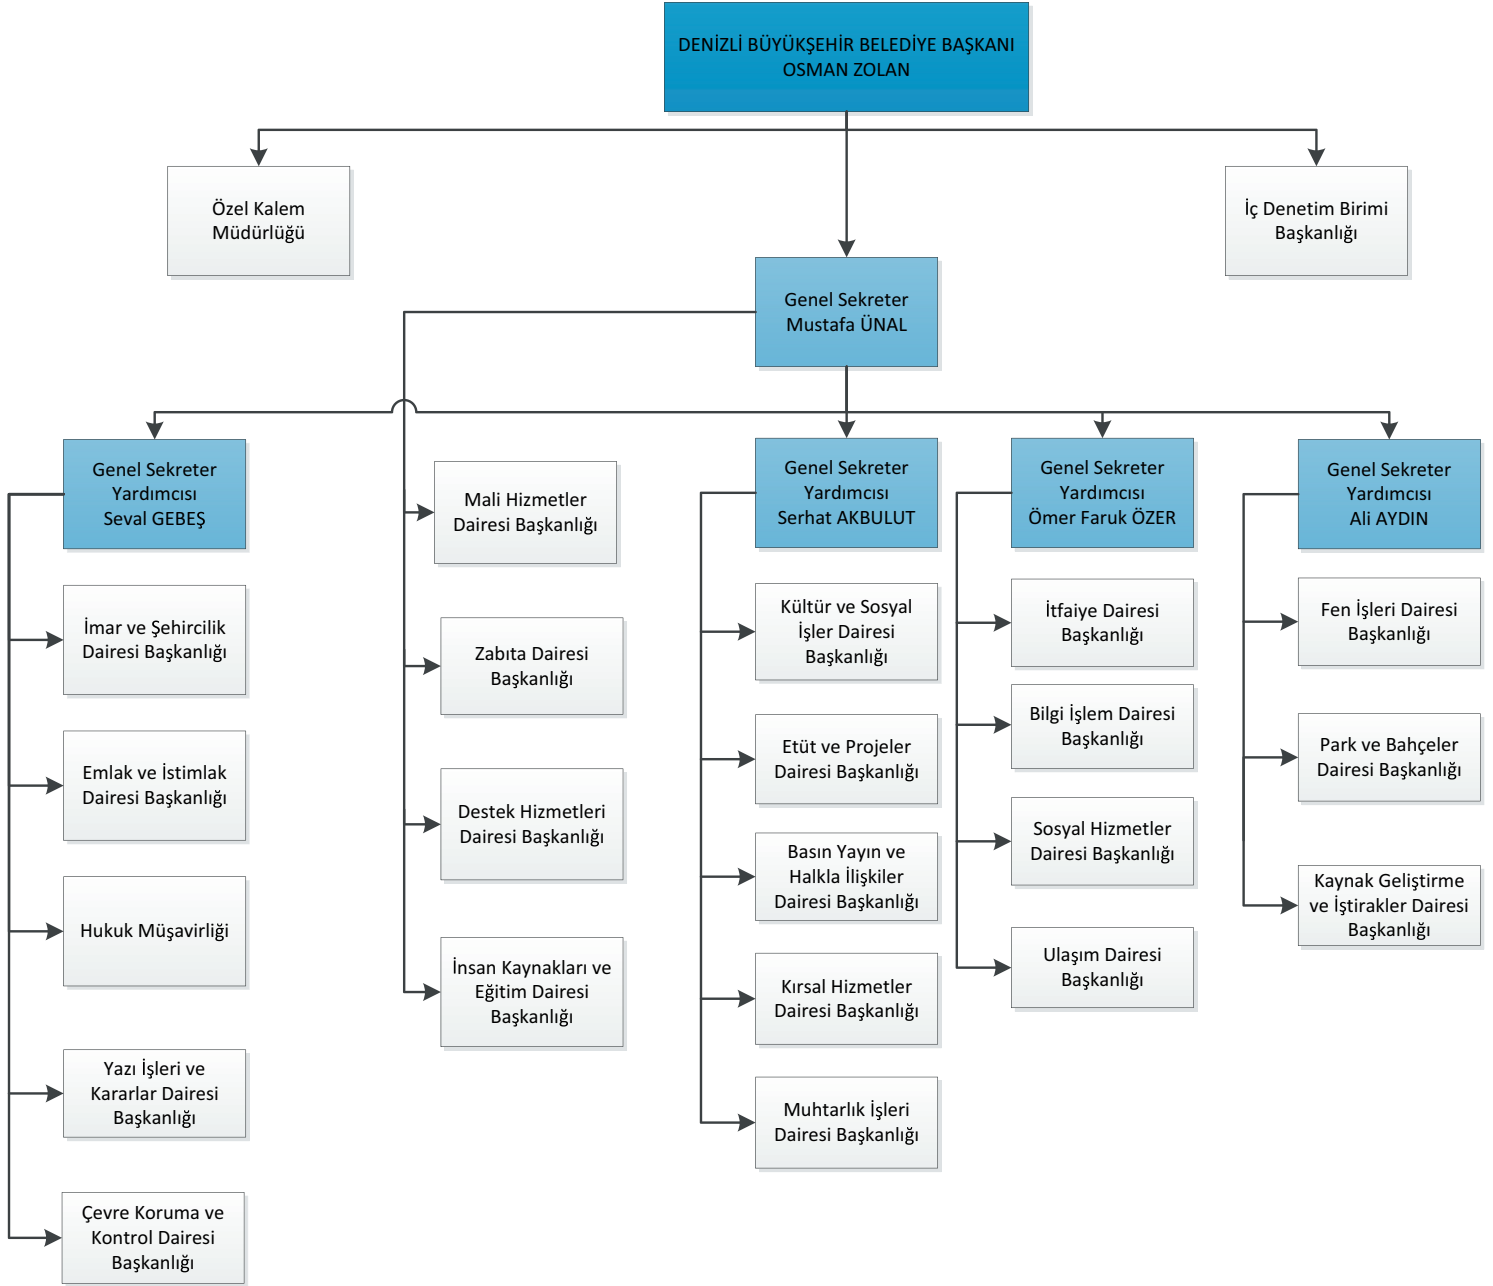 DENİZLİ BÜYÜKŞEHİR BELEDİYE BAŞKANI
OSMAN ZOLAN
Özel Kalem
Müdürlüğü
İç Denetim Birimi
Başkanlığı
Genel Sekreter
Mustafa ÜNAL
Genel Sekreter
Yardımcısı
Seval GEBEŞ
İmar ve Şehircilik
Dairesi Başkanlığı
Emlak ve İstimlak
Dairesi Başkanlığı
Hukuk Müşavirliği
Yazı İşleri ve
Kararlar Dairesi
Başkanlığı
Çevre Koruma ve
Kontrol Dairesi
Başkanlığı
Mali Hizmetler
Dairesi Başkanlığı
Zabıta Dairesi
Başkanlığı
Destek Hizmetleri
Dairesi Başkanlığı
İnsan Kaynakları ve
Eğitim Dairesi
Başkanlığı
Genel Sekreter
Yardımcısı
Serhat AKBULUT
Kültür ve Sosyal
İşler Dairesi
Başkanlığı
Etüt ve Projeler
Dairesi Başkanlığı
Basın Yayın ve
Halkla İlişkiler
Dairesi Başkanlığı
Kırsal Hizmetler
Dairesi Başkanlığı
Muhtarlık İşleri
Dairesi Başkanlığı
Genel Sekreter
Yardımcısı
Ömer Faruk ÖZER
İtfaiye Dairesi
Başkanlığı
Bilgi İşlem Dairesi
Başkanlığı
Sosyal Hizmetler
Dairesi Başkanlığı
Ulaşım Dairesi
Başkanlığı
Genel Sekreter
Yardımcısı
Ali AYDIN
Fen İşleri Dairesi
Başkanlığı
Park ve Bahçeler
Dairesi Başkanlığı
Kaynak Geliştirme
ve İştirakler Dairesi
Başkanlığı